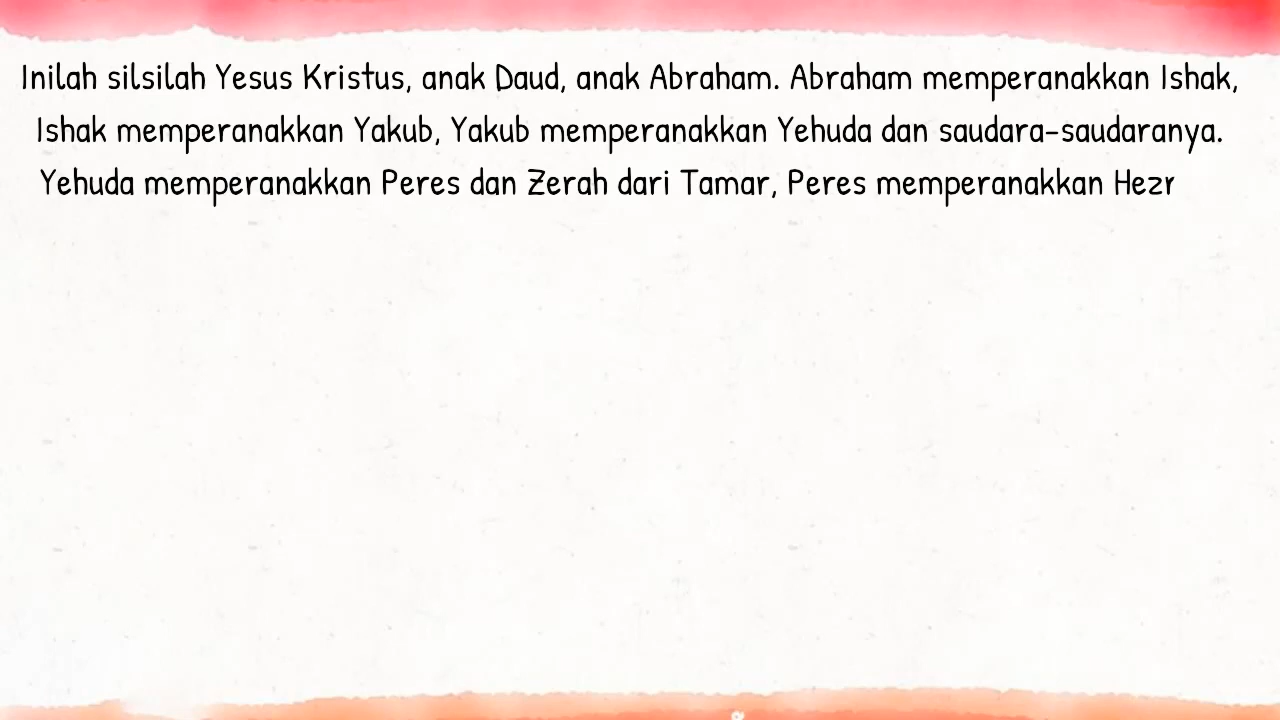 Inilah silsilah Yesus Kristus, anak Daud, anak Abraham. Abraham memperanakkan Ishak,
Ishak memperanakkan Yakub, Yakub memperanakkan Yehuda dan saudara-saudaranya.
Yehuda memperanakkan Peres dan Zerah dari Tamar, Peres memperanakkan Hezr